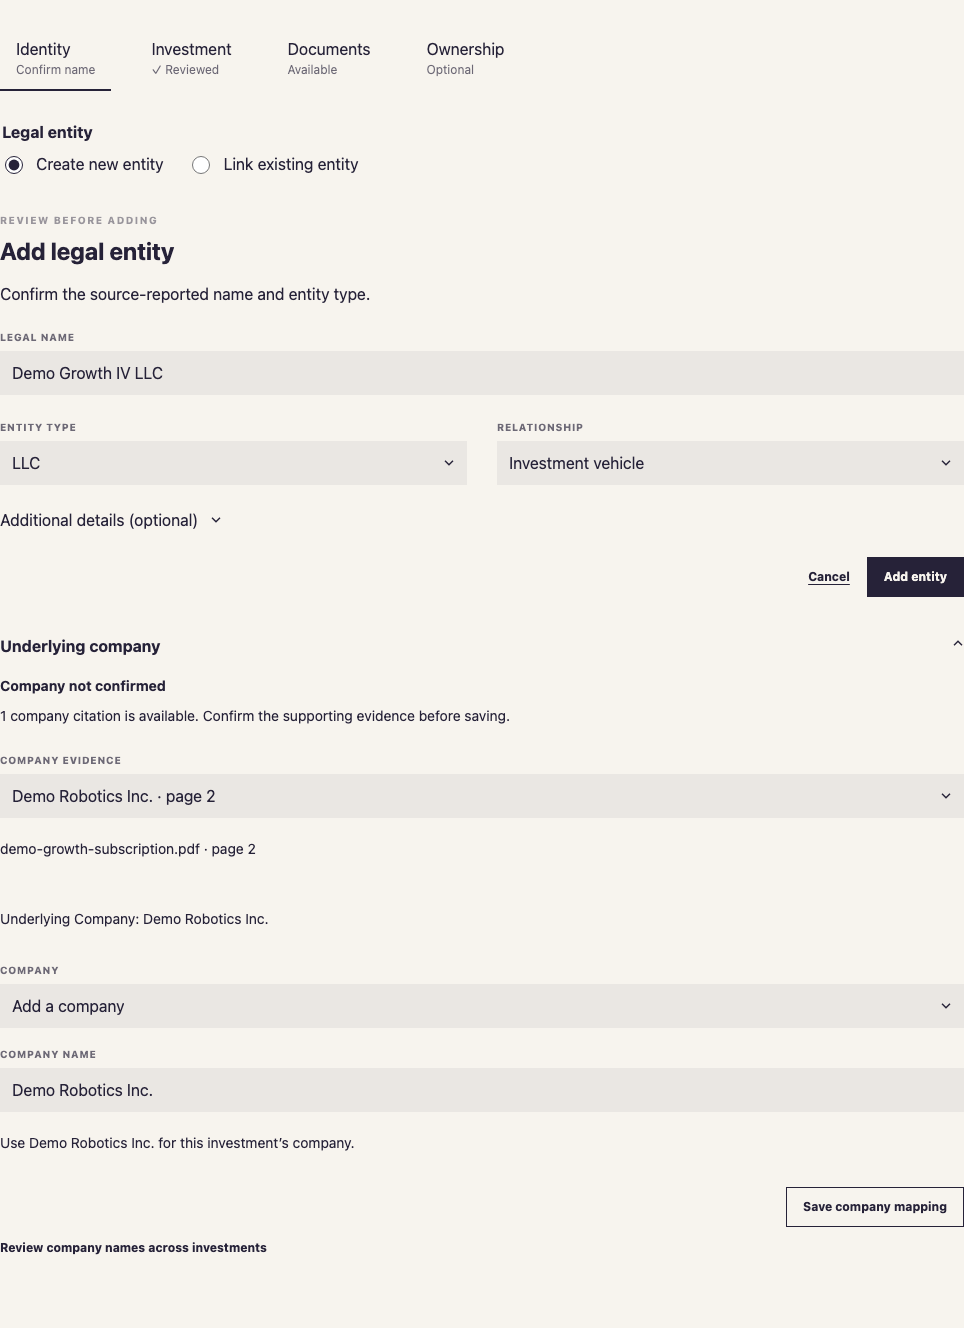 Identity
Confirm name
Investment
✓ Reviewed
Documents
Available
Ownership
Optional
Legal entity
Create new entity
Link existing entity
REVIEW BEFORE ADDING
Add legal entity
Confirm the source-reported name and entity type.
LEGAL NAME
Demo Growth IV LLC
ENTITY TYPE
LLC
RELATIONSHIP
Investment vehicle
Additional details (optional)
Cancel
Add entity
Underlying company
Company not confirmed
1 company citation is available. Confirm the supporting evidence before saving.
COMPANY EVIDENCE
Demo Robotics Inc. · page 2
demo-growth-subscription.pdf · page 2
Underlying Company: Demo Robotics Inc.
COMPANY
Add a company
COMPANY NAME
Demo Robotics Inc.
Use Demo Robotics Inc. for this investment’s company.
Save company mapping
Review company names across investments